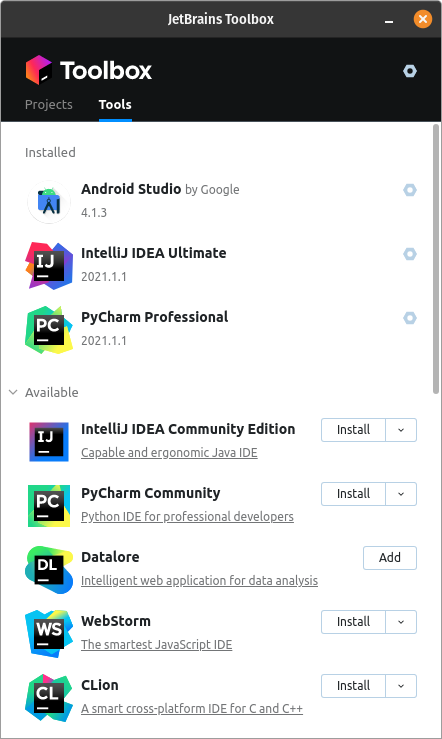 JetBrains Toolbox
Toolbox
Projects Tools
Installed
Android Studio by Google
4.1.3
IJ
IntelliJ IDEA Ultimate
2021.1.1
PC
PyCharm Professional
2021.1.1
Available
IJ
IntelliJ IDEA Community Edition
Install
Capable and ergonomic Java IDE
PC
PyCharm Community
Install
Python IDE for professional developers
DL
Datalore
Add
Intelligent web application for data analysis
WS
WebStorm
Install
The smartest JavaScript IDE
CL
CLion
Install
A smart cross-platform IDE for C and C++